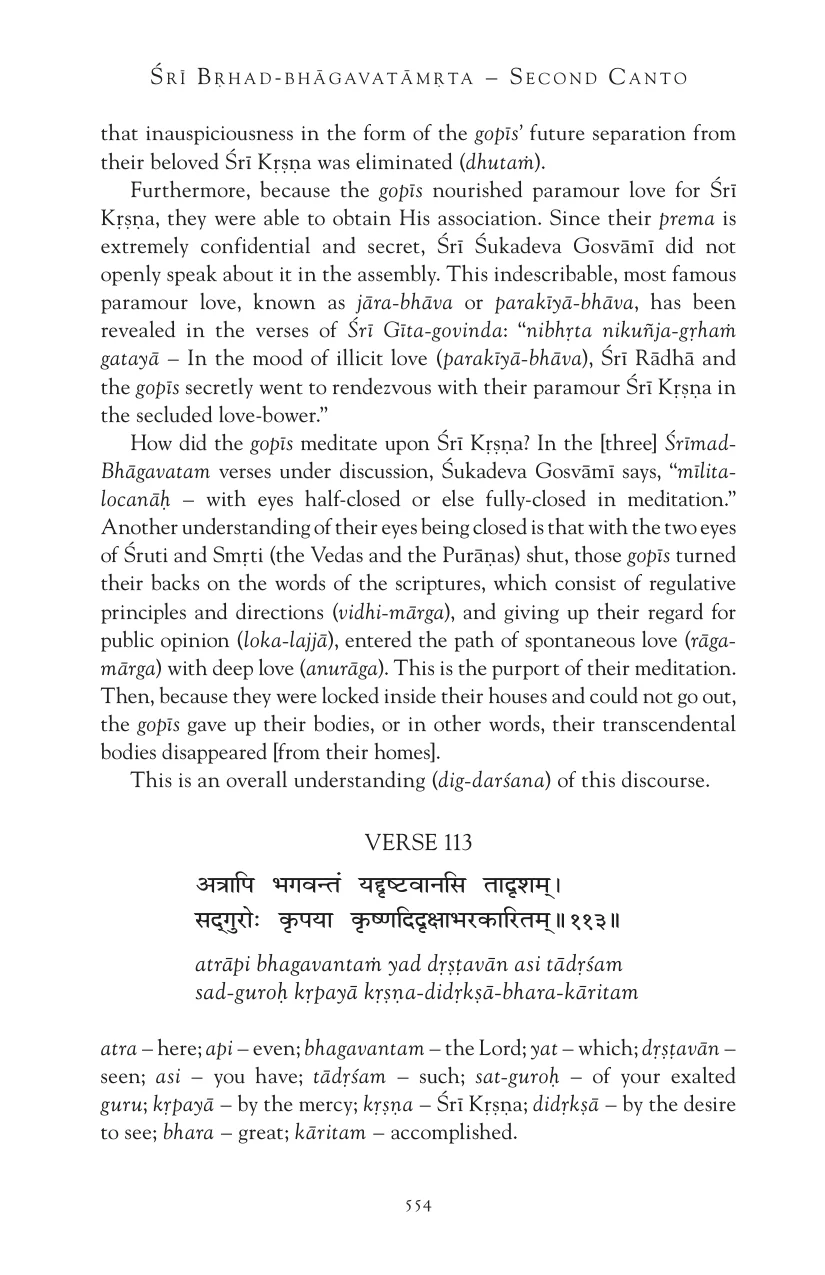 ŚRĪ BṚHAD-BHĀGAVATĀMṚTA – SECOND CANTO
that inauspiciousness in the form of the gopīs’ future separation from
their beloved Śrī Kṛṣṇa was eliminated (dhutaṁ).
Furthermore, because the gopīs nourished paramour love for Śrī
Kṛṣṇa, they were able to obtain His association. Since their prema is
extremely confidential and secret, Śrī Śukadeva Gosvāmī did not
openly speak about it in the assembly. This indescribable, most famous
paramour love, known as jāra-bhāva or parakīyā-bhāva, has been
revealed in the verses of Śrī Gīta-govinda: “nibhṛta nikuñja-gṛhaṁ
gatayā – In the mood of illicit love (parakīyā-bhāva), Śrī Rādhā and
the gopīs secretly went to rendezvous with their paramour Śrī Kṛṣṇa in
the secluded love-bower.”
How did the gopīs meditate upon Śrī Kṛṣṇa? In the [three] Śrīmad-
Bhāgavatam verses under discussion, Śukadeva Gosvāmī says, “mīlita-
locanāḥ – with eyes half-closed or else fully-closed in meditation.”
Another understanding of their eyes being closed is that with the two eyes
of Śruti and Smṛti (the Vedas and the Purāṇas) shut, those gopīs turned
their backs on the words of the scriptures, which consist of regulative
principles and directions (vidhi-mārga), and giving up their regard for
public opinion (loka-lajjā), entered the path of spontaneous love (rāga-
mārga) with deep love (anurāga). This is the purport of their meditation.
Then, because they were locked inside their houses and could not go out,
the gopīs gave up their bodies, or in other words, their transcendental
bodies disappeared [from their homes].
This is an overall understanding (dig-darśana) of this discourse.
VERSE 113
अत्रापि भगवन्तं यद्दृष्टवानसि तादृशम्।
सद्गुरोः कृपया कृष्णदिदृक्षाभरकारितम्॥११३॥
atrāpi bhagavantaṁ yad dṛṣṭavān asi tādṛśam
sad-guroḥ kṛpayā kṛṣṇa-didṛkṣā-bhara-kāritam
atra – here; api – even; bhagavantam – the Lord; yat – which; dṛṣṭavān –
seen; asi – you have; tādṛśam – such; sat-guroḥ – of your exalted
guru; kṛpayā – by the mercy; kṛṣṇa – Śrī Kṛṣṇa; didṛkṣā – by the desire
to see; bhara – great; kāritam – accomplished.
554